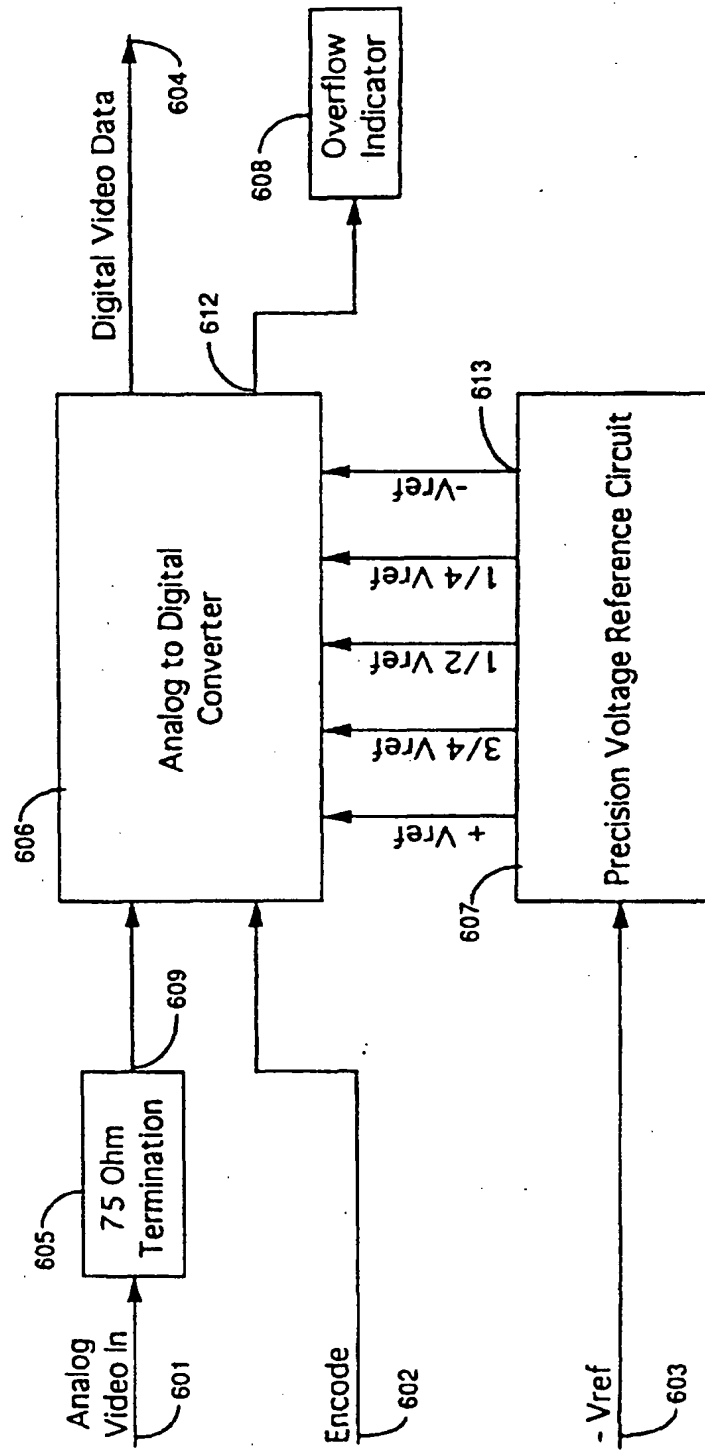 Analog
Video In
601
605
75 Ohm
Termination
609
Encode
602
- Vref
603
606
Analog to Digital
Converter
Digital Video Data
604
612
608
Overflow
Indicator
+ Vref
3/4 Vref
1/2 Vref
1/4 Vref
-Vref
613
607
Precision Voltage Reference Circuit